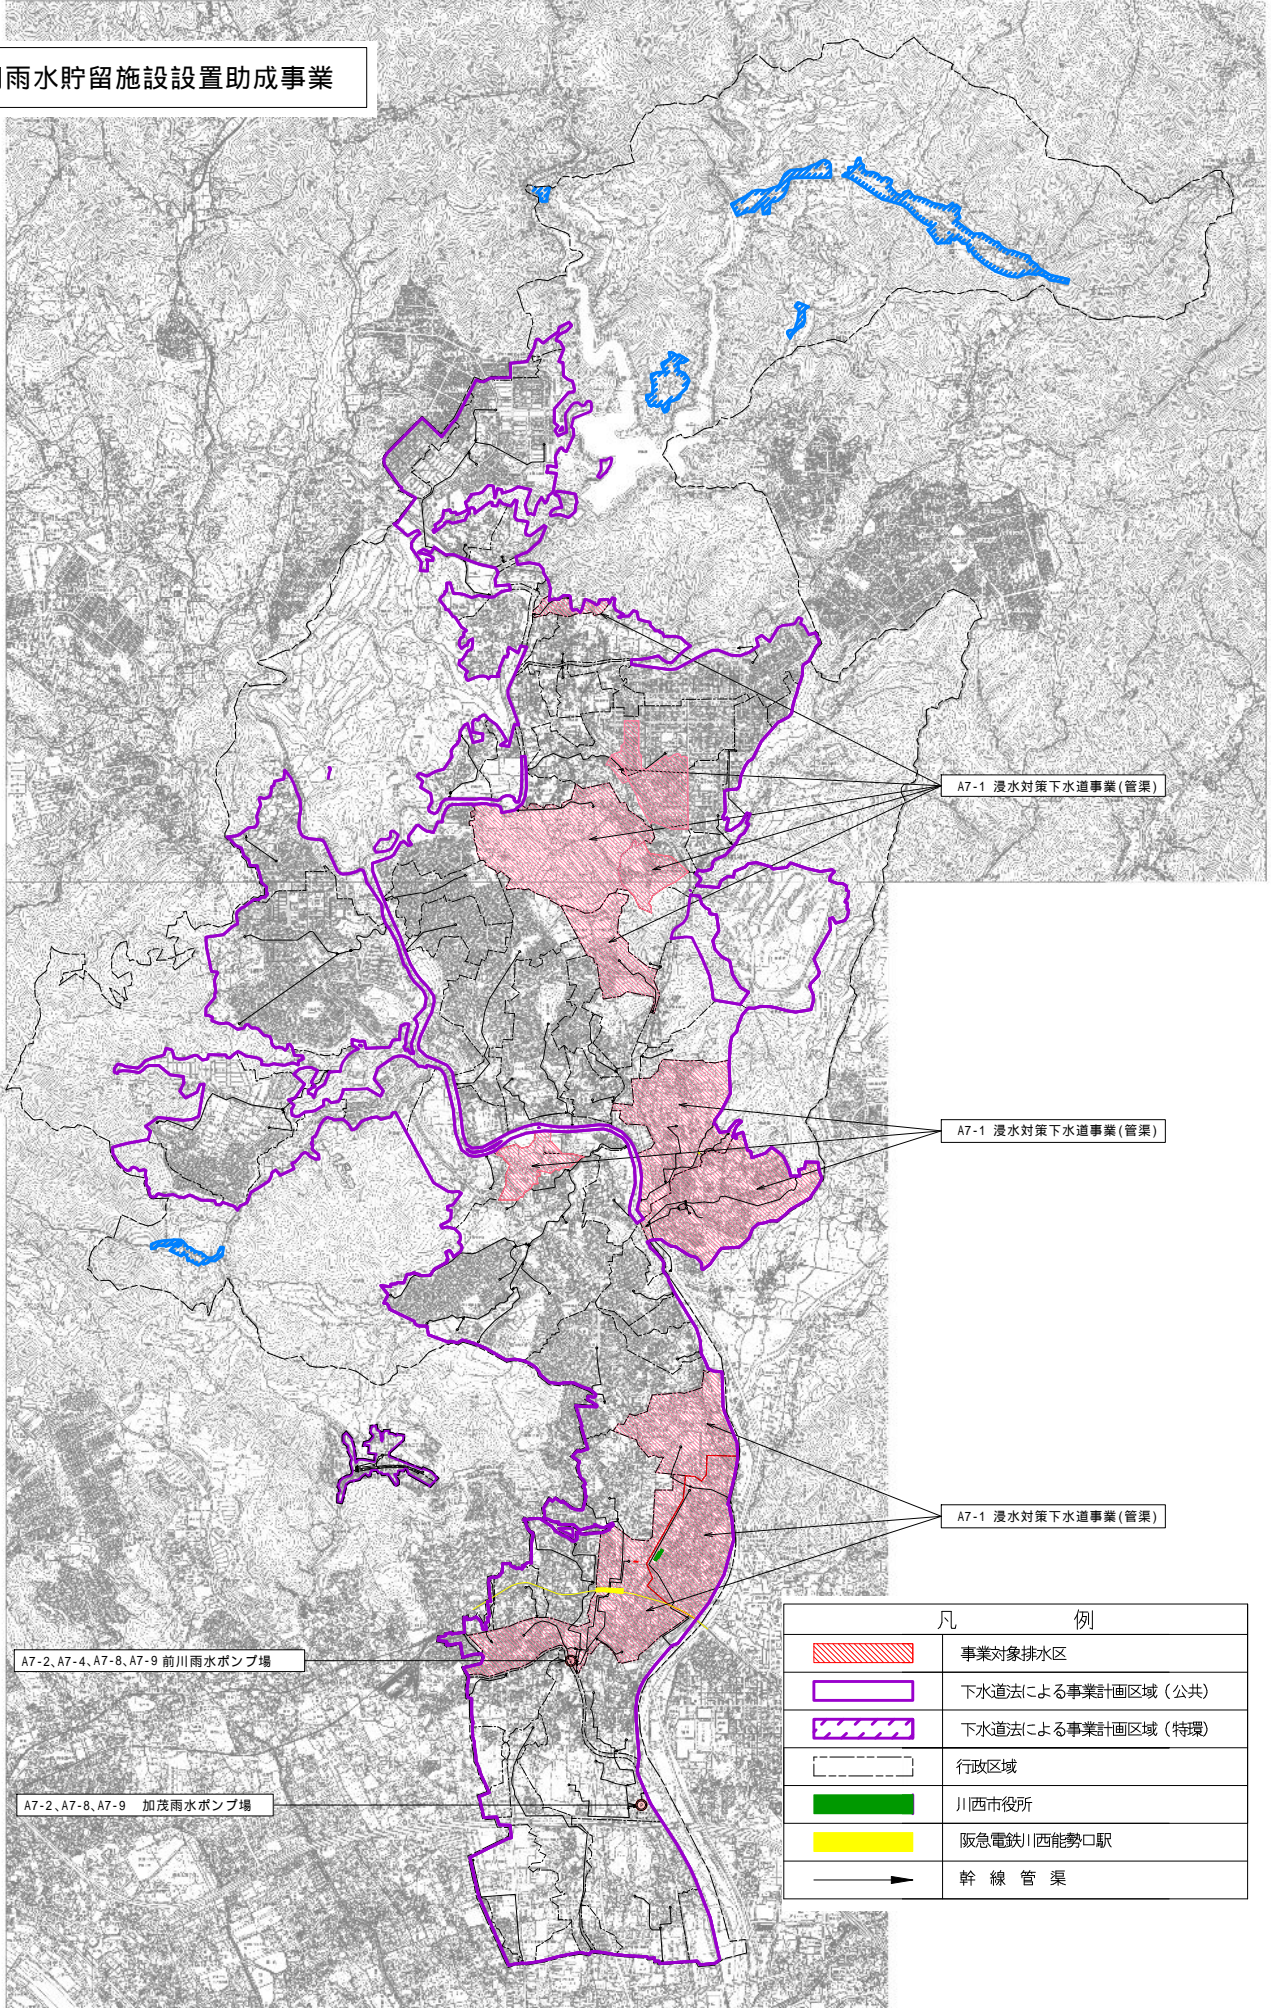 雨水貯留施設設置助成事業
A7-1 浸水対策下水道事業(管渠)
A7-1 浸水対策下水道事業(管渠)
A7-1 浸水対策下水道事業(管渠)
A7-2、A7-4、A7-8、A7-9 前川雨水ポンプ場
A7-2、A7-8、A7-9 加茂雨水ポンプ場
凡 例
事業対象排水区
下水道法による事業計画区域（公共）
下水道法による事業計画区域（特環）
行政区域
川西市役所
阪急電鉄川西能勢口駅
幹 線 管 渠